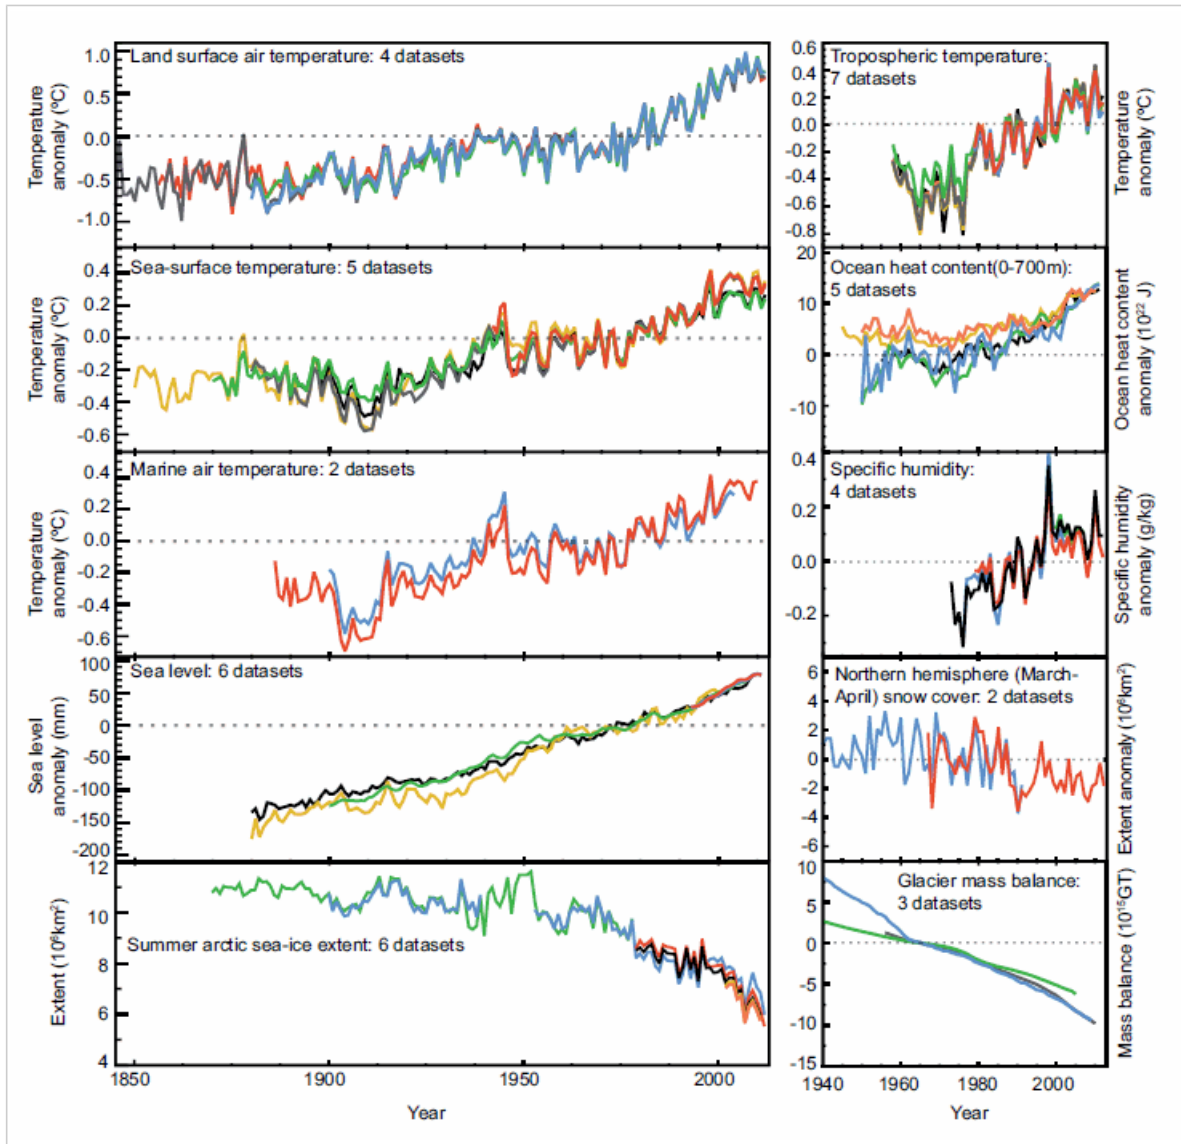 Land surface air temperature: 4 datasets
1.0
0.5
0.0
-0.5
-1.0
Temperature
anomaly (ºC)
Tropospheric temperature:
7 datasets
0.6
0.4
0.2
0.0
-0.2
-0.4
-0.6
-0.8
Temperature
anomaly (ºC)
Sea-surface temperature: 5 datasets
0.4
0.2
0.0
-0.2
-0.4
-0.6
Temperature
anomaly (ºC)
Ocean heat content(0-700m):
5 datasets
20
10
0
-10
Ocean heat content
anomaly (10²² J)
Marine air temperature: 2 datasets
0.4
0.2
0.0
-0.2
-0.4
-0.6
Temperature
anomaly (ºC)
Specific humidity:
4 datasets
0.4
0.2
0.0
-0.2
Specific humidity
anomaly (g/kg)
Sea level: 6 datasets
100
50
0
-50
-100
-150
-200
Sea level
anomaly (mm)
Northern hemisphere (March-
April) snow cover: 2 datasets
6
4
2
0
-2
-4
-6
Extent anomaly (10⁶km²)
Summer arctic sea-ice extent: 6 datasets
12
10
8
6
4
Extent (10⁶km²)
Glacier mass balance:
3 datasets
10
5
0
-5
-10
-15
Mass balance (10¹⁵GT)
1850
1900
1950
2000
Year
1940
1960
1980
2000
Year